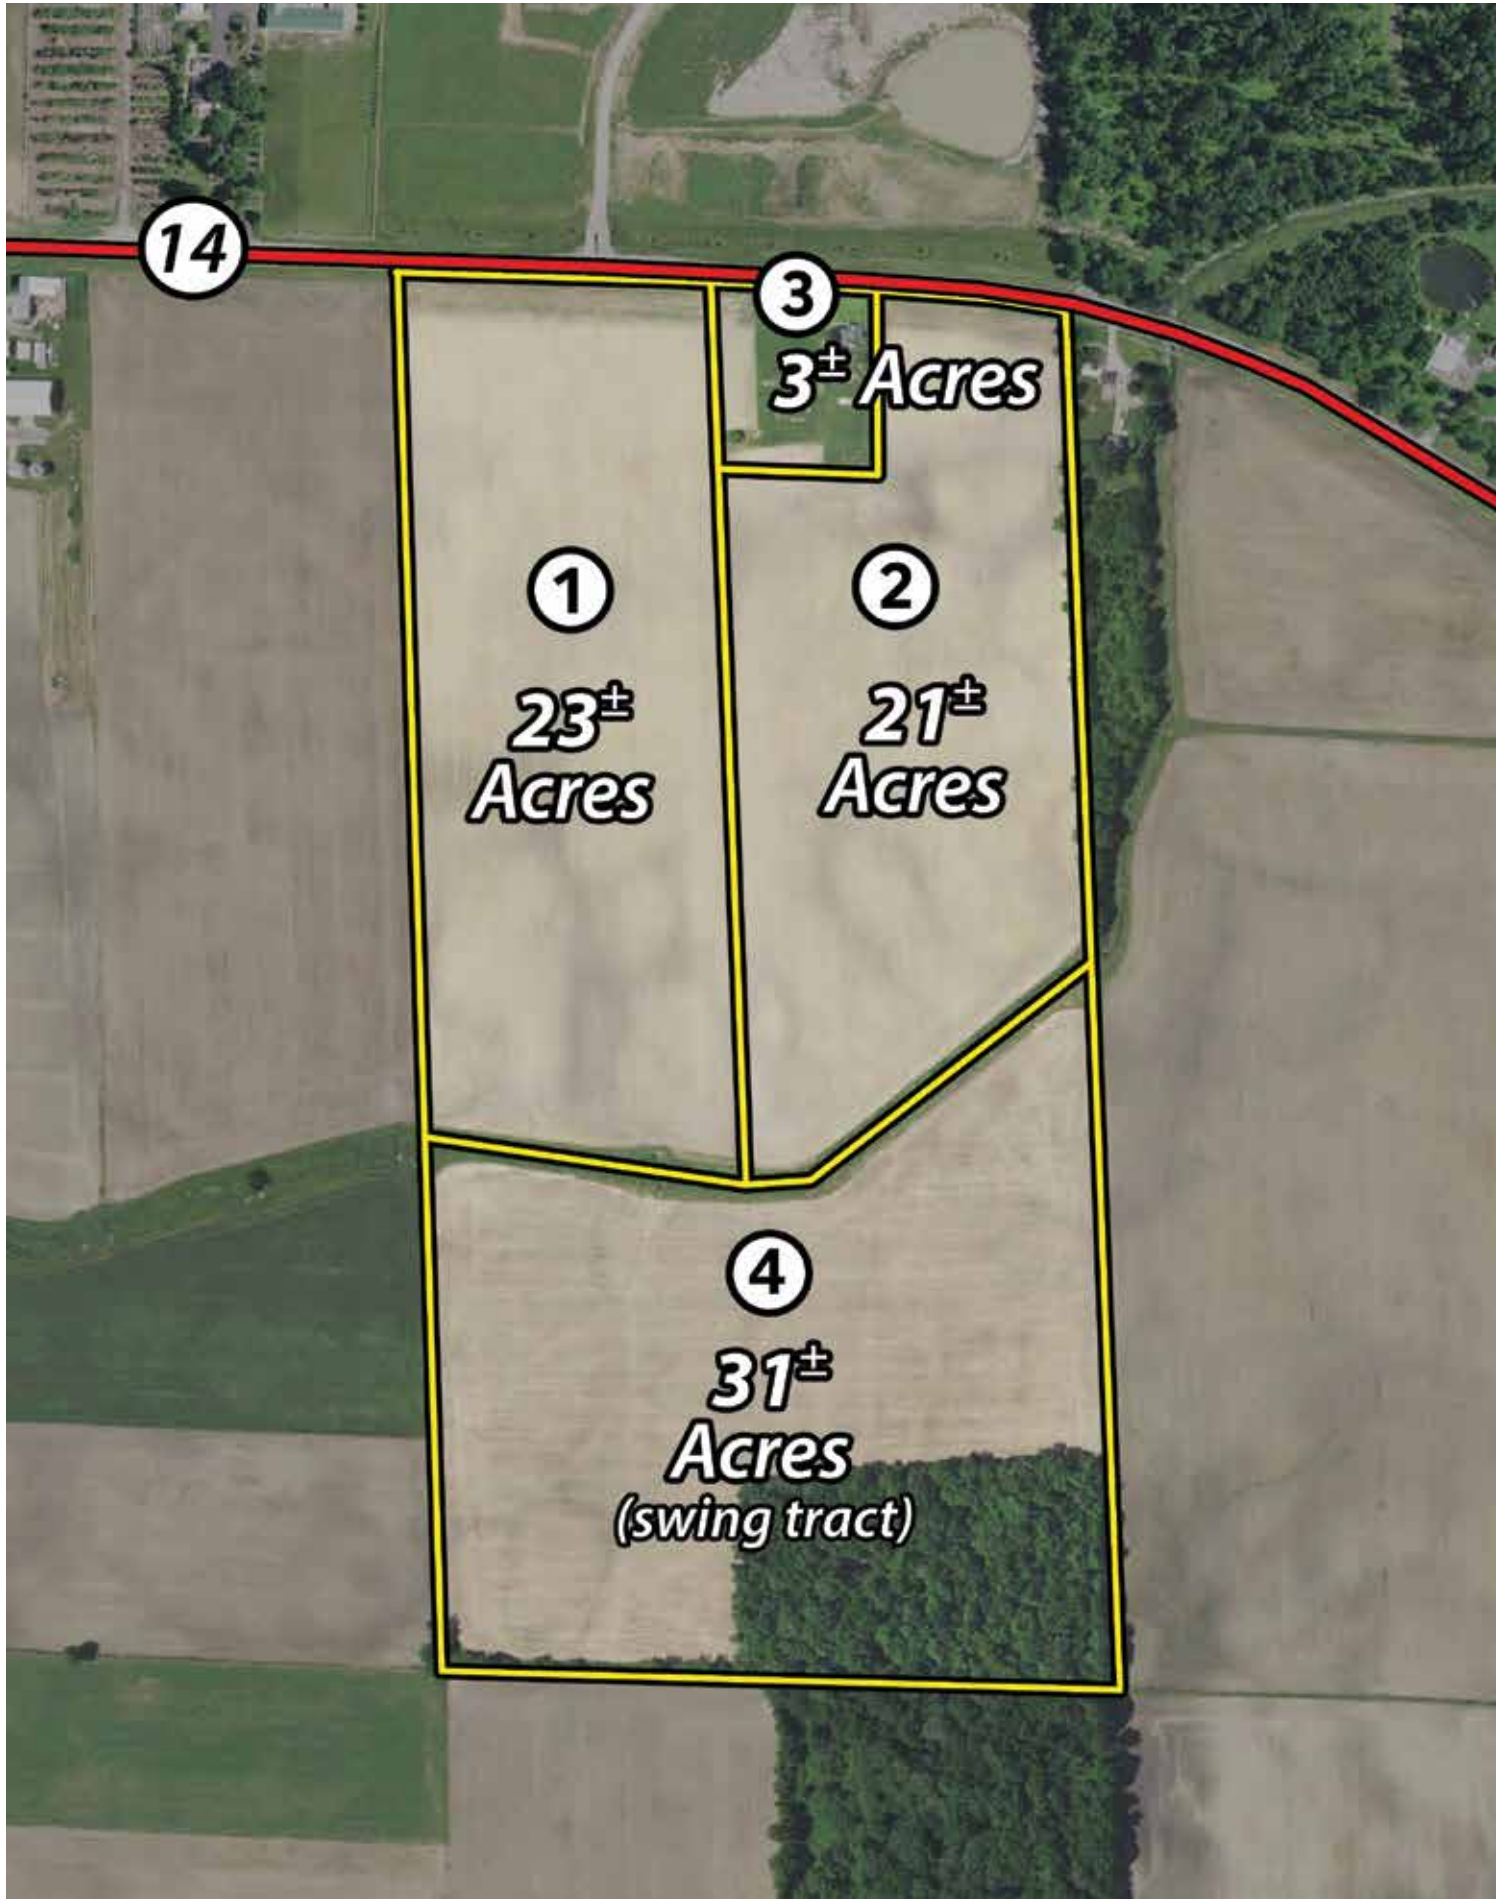 14
3
3± Acres
1
2
23±
Acres
21±
Acres
4
31±
Acres
(swing tract)